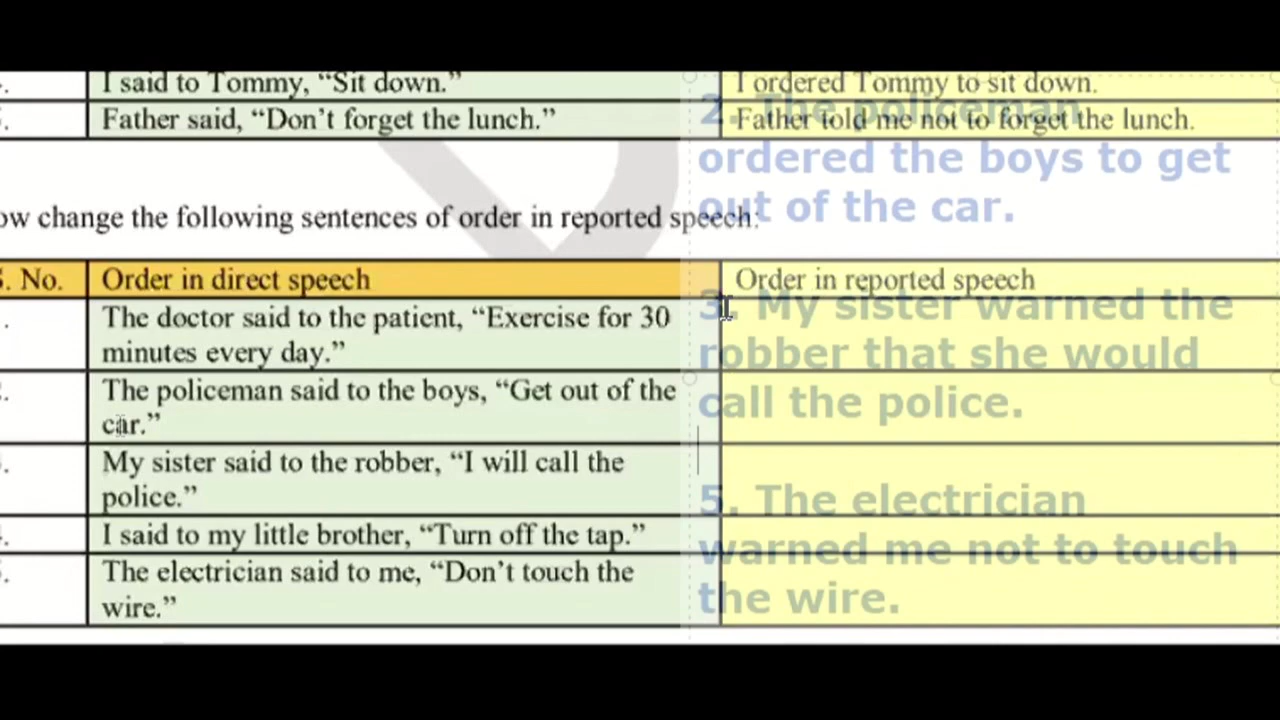 I said to Tommy, “Sit down.”
I ordered Tommy to sit down.
Father said, “Don’t forget the lunch.”
Father told me not to forget the lunch.
ow change the following sentences of order in reported speech:
S. No.
Order in direct speech
Order in reported speech
The doctor said to the patient, “Exercise for 30
minutes every day.”
The policeman said to the boys, “Get out of the
car.”
My sister said to the robber, “I will call the
police.”
I said to my little brother, “Turn off the tap.”
The electrician said to me, “Don’t touch the
wire.”
2. The policeman
ordered the boys to get
out of the car.
3. My sister warned the
robber that she would
call the police.
5. The electrician
warned me not to touch
the wire.